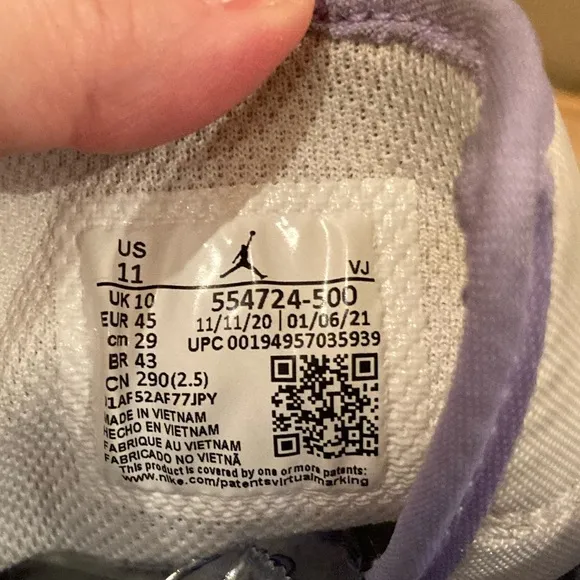 US
11
VJ
UK 10
554724-500
EUR 45
11/11/20 | 01/06/21
cm 29
UPC 00194957035939
BR 43
CN 290(2.5)
MADE IN VIETNAM
HECHO EN VIETNAM
FABRIQUE AU VIETNAM
FABRICADO NO VIETNÃ
This product is covered by one or more patents:
www.nike.com/patentsvirtualmarking